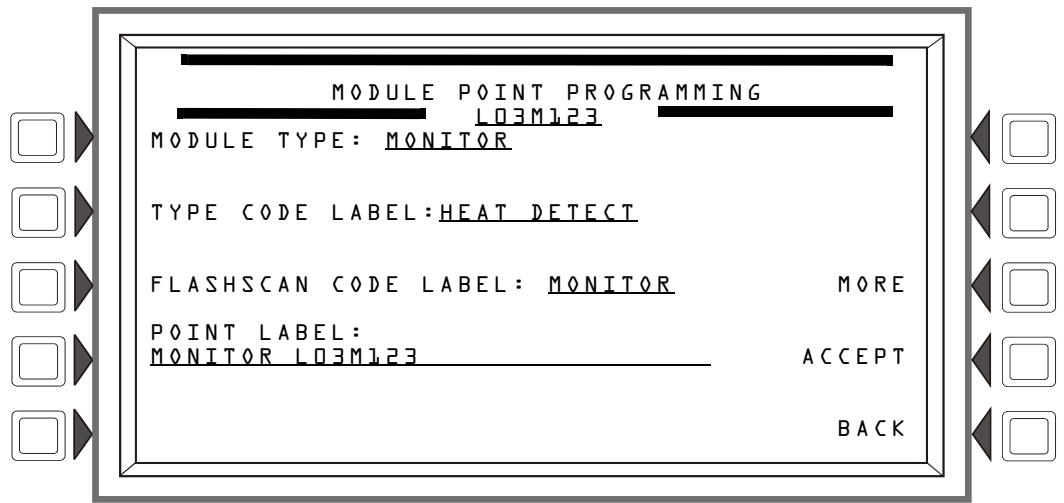 MODULE POINT PROGRAMMING
L03M123
MODULE TYPE: MONITOR
TYPE CODE LABEL:HEAT DETECT
FLASHSCAN CODE LABEL: MONITOR
MORE
POINT LABEL:
MONITOR L03M123
ACCEPT
BACK